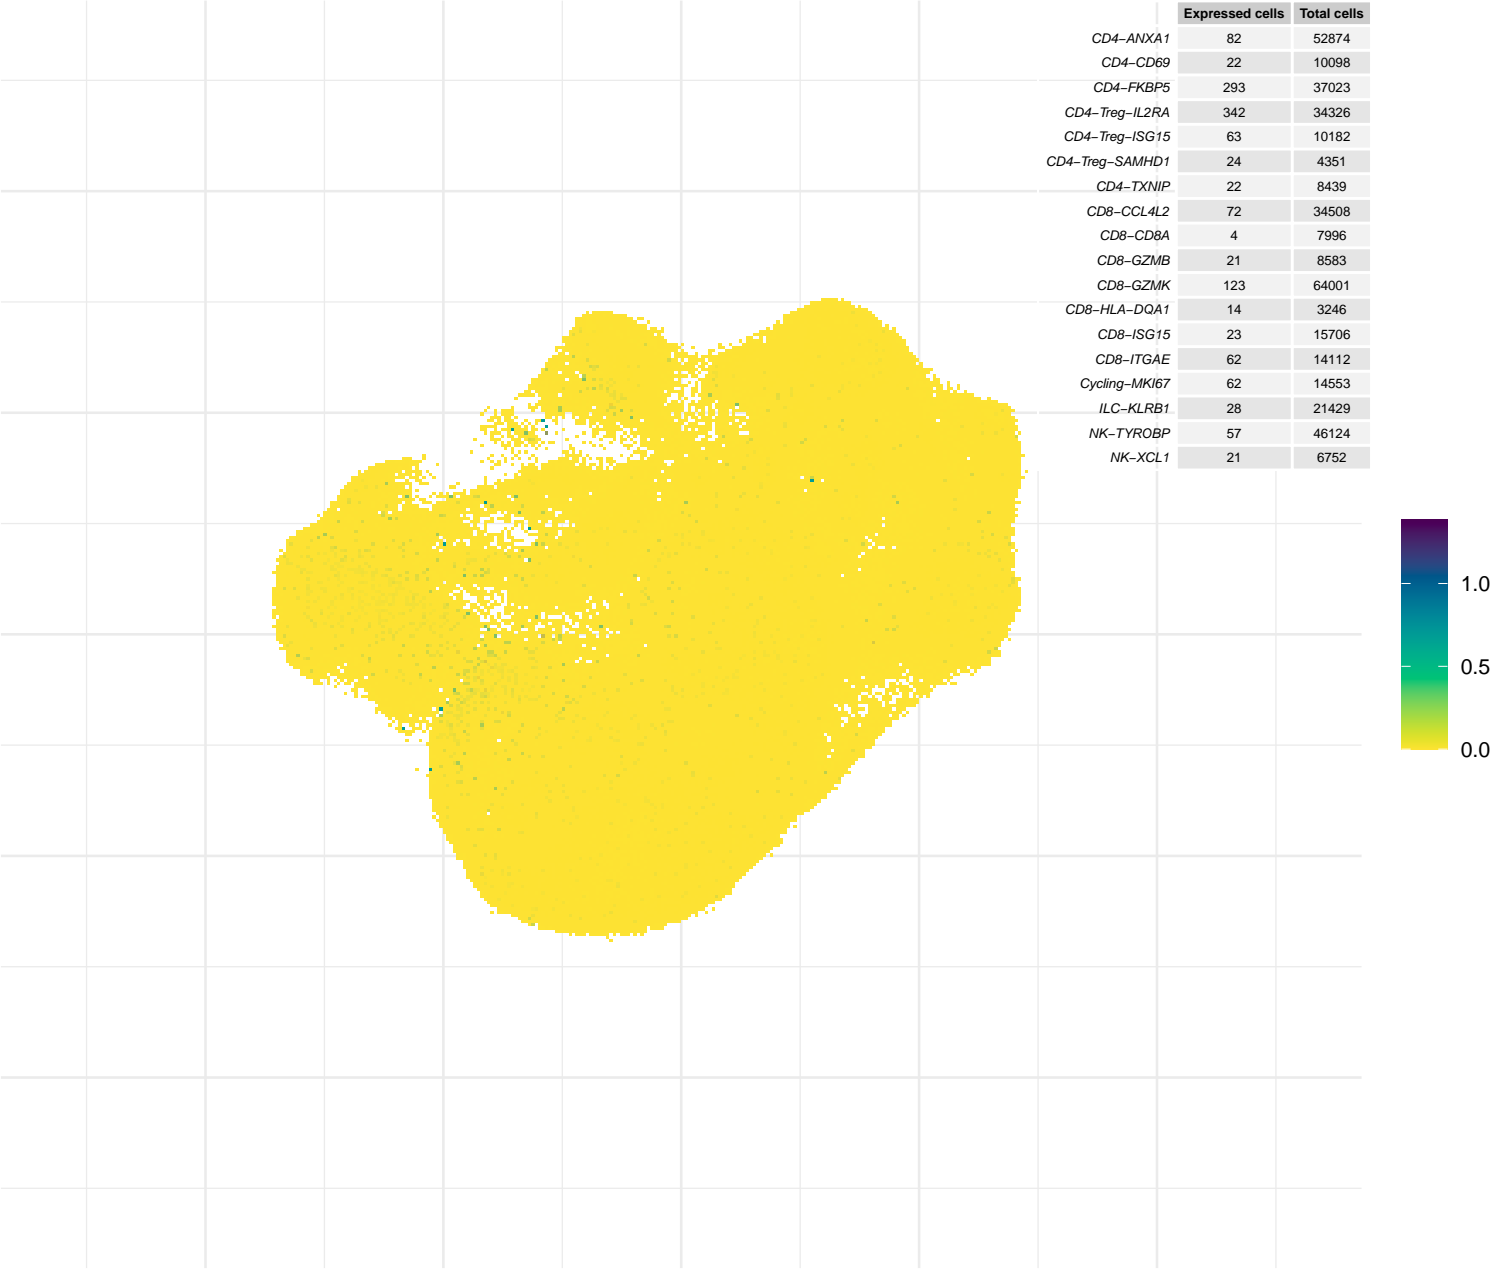 Expressed cells Total cells
CD4−ANXA1 82 52874
CD4−CD69 22 10098
CD4−FKBP5 293 37023
CD4−Treg−IL2RA 342 34326
CD4−Treg−ISG15 63 10182
CD4−Treg−SAMHD1 24 4351
CD4−TXNIP 22 8439
CD8−CCL4L2 72 34508
CD8−CD8A 4 7996
CD8−GZMB 21 8583
CD8−GZMK 123 64001
CD8−HLA−DQA1 14 3246
CD8−ISG15 23 15706
CD8−ITGAE 62 14112
Cycling−MKI67 62 14553
ILC−KLRB1 28 21429
NK−TYROBP 57 46124
NK−XCL1 21 6752
1.0
0.5
0.0